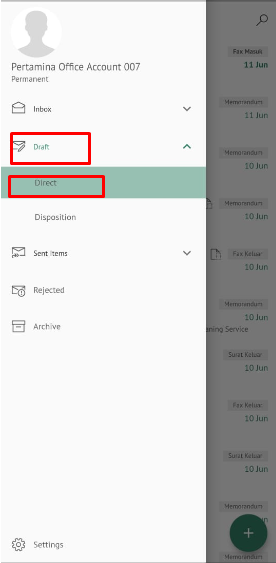 Pertamina Office Account 007
Permanent
Inbox
Draft
Direct
Disposition
Sent Items
Rejected
Archive
Settings
Fax Masuk
11 Jun
Memorandum
11 Jun
Memorandum
10 Jun
Memorandum
10 Jun
Fax Keluar
10 Jun
Memorandum
10 Jun
aning Service
Surat Keluar
10 Jun
Fax Keluar
10 Jun
Surat Keluar
10 Jun
Memorandum
10 Jun
Memorandum